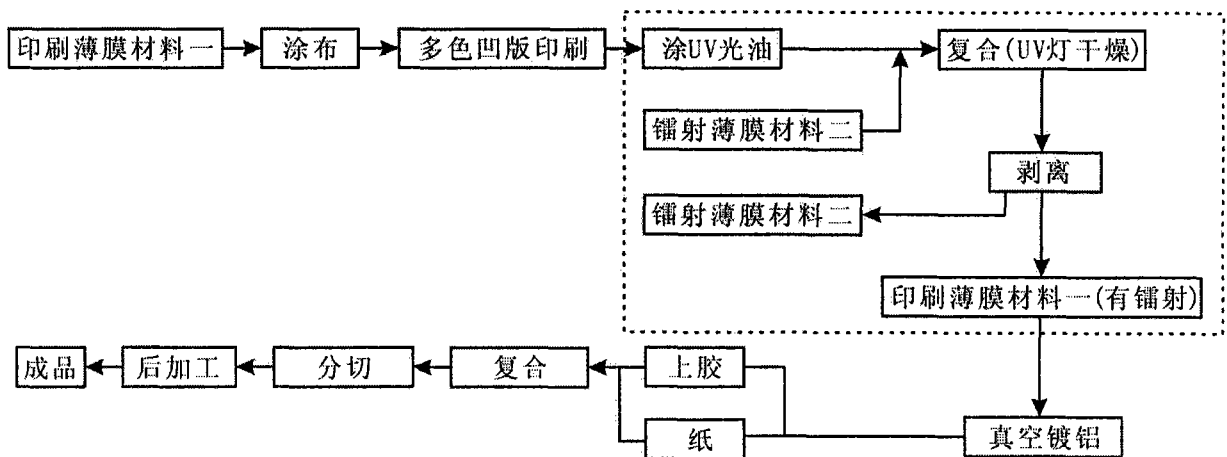 印刷薄膜材料一
涂布
多色凹版印刷
涂UV光油
复合(UV灯干燥)
镭射薄膜材料二
剥离
镭射薄膜材料二
印刷薄膜材料一(有镭射)
成品
后加工
分切
复合
上胶
纸
真空镀铝